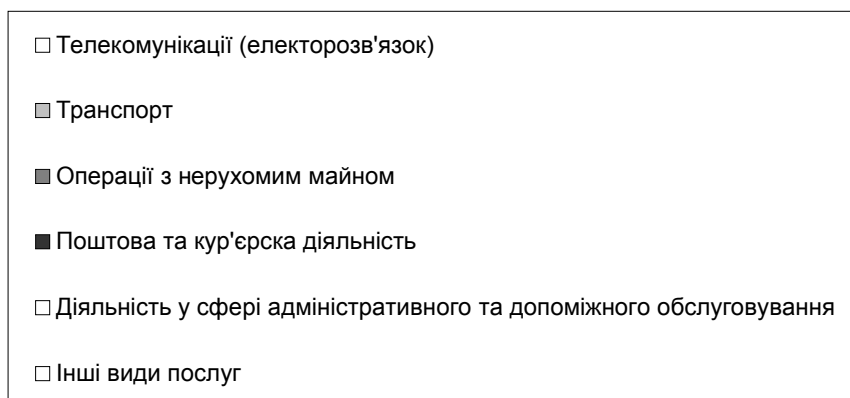 Телекомунікації (електорозв'язок)
Транспорт
Операції з нерухомим майном
Поштова та кур'єрска діяльність
Діяльність у сфері адміністративного та допоміжного обслуговування
Інші види послуг